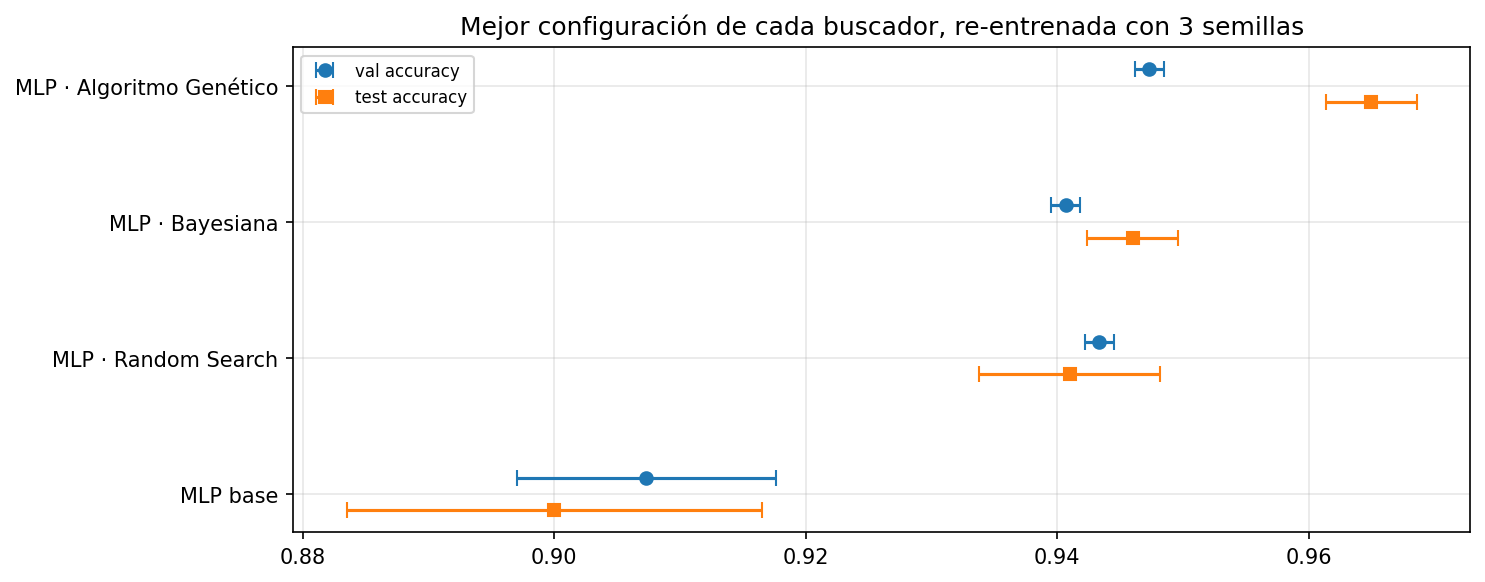 Mejor configuración de cada buscador, re-entrenada con 3 semillas
val accuracy
test accuracy
MLP · Algoritmo Genético
MLP · Bayesiana
MLP · Random Search
MLP base
0.88 0.90 0.92 0.94 0.96